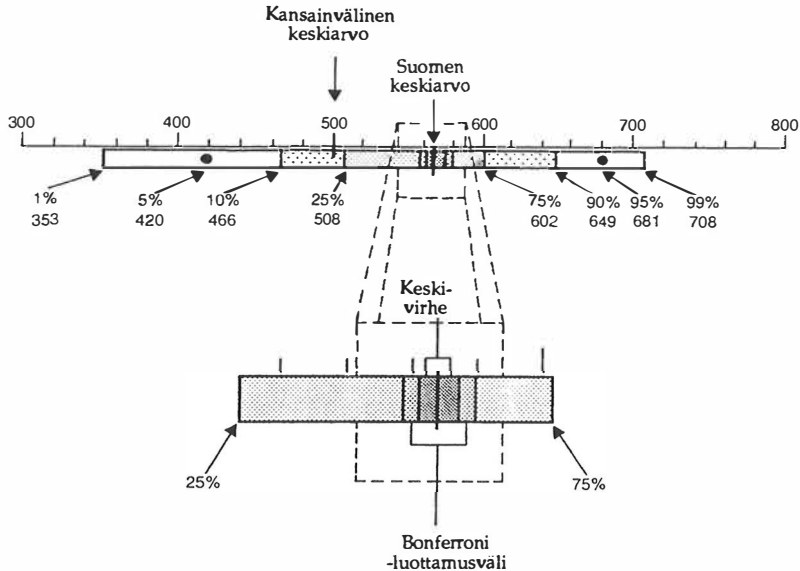 Kansainvälinen
keskiarvo
Suomen
keskiarvo
300 400 500 600 700 800
1% 5% 10% 25% 75% 90% 95% 99%
353 420 466 508 602 649 681 708
Keski-
virhe
25% 75%
Bonferroni
-luottamusväli